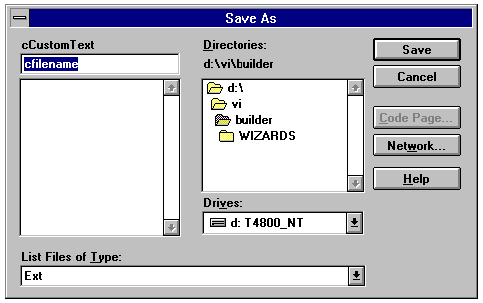 Save As
cCustomText
cfilename
Directories:
d:\vi\builder
d:\
vi
builder
WIZARDS
Drives:
d: T4800_NT
List Files of Type:
Ext
Save
Cancel
Code Page...
Network...
Help